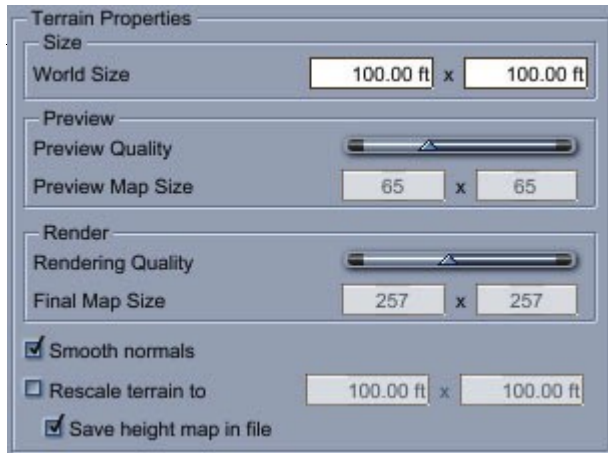 Terrain Properties
Size
World Size 100.00 ft x 100.00 ft
Preview
Preview Quality
Preview Map Size 65 x 65
Render
Rendering Quality
Final Map Size 257 x 257
Smooth normals
Rescale terrain to 100.00 ft x 100.00 ft
Save height map in file